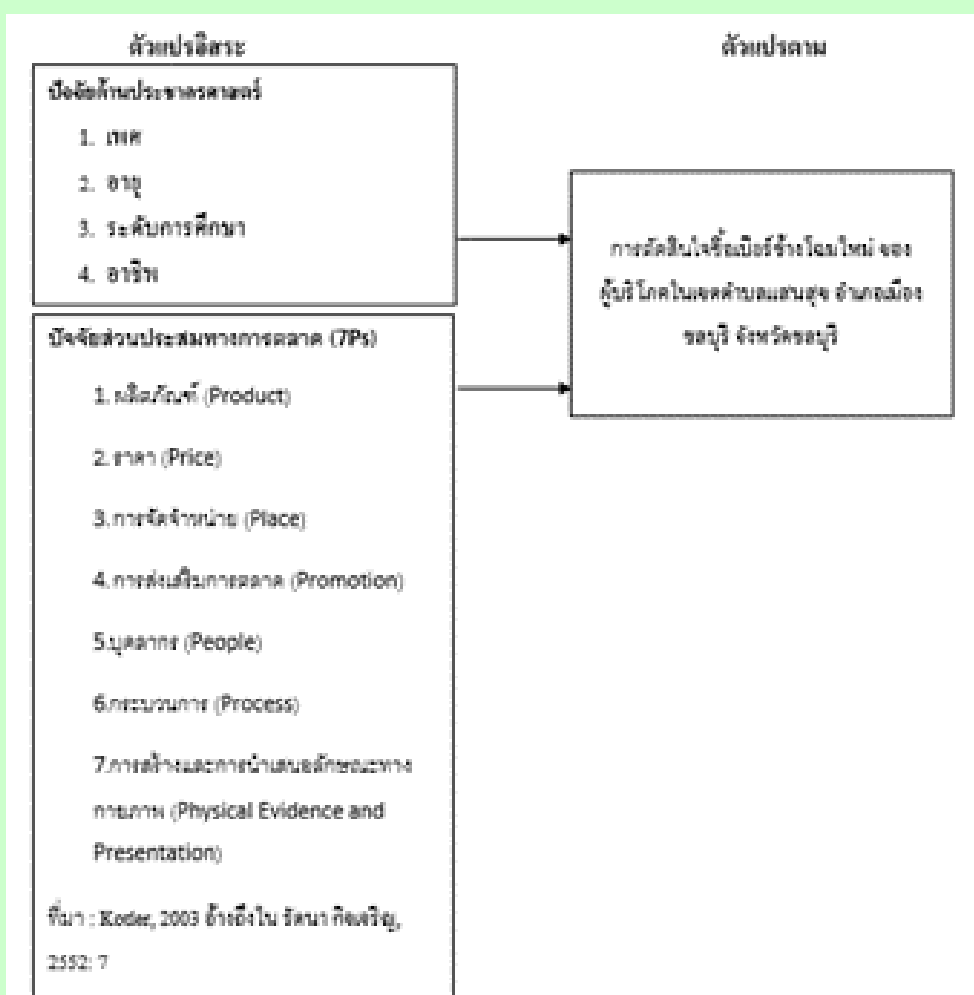 ตัวแปรอิสระ
ตัวแปรตาม
ปัจจัยด้านประชากรศาสตร์
1. เพศ
2. อายุ
3. ระดับการศึกษา
4. อาชีพ
การตัดสินใจซื้อเบียร์ช้างโฉมใหม่ ของ
ผู้บริโภคในเขตตำบลแสนสุข อำเภอเมือง
ชลบุรี จังหวัดชลบุรี
ปัจจัยส่วนประสมทางการตลาด (7Ps)
1. ผลิตภัณฑ์ (Product)
2. ราคา (Price)
3. การจัดจำหน่าย (Place)
4. การส่งเสริมการตลาด (Promotion)
5.บุคลากร (People)
6.กระบวนการ (Process)
7.การสร้างและการนำเสนอลักษณะทาง
กายภาพ (Physical Evidence and
Presentation)
ที่มา : 2003 อ้างถึงใน รัตนา
2552: 7